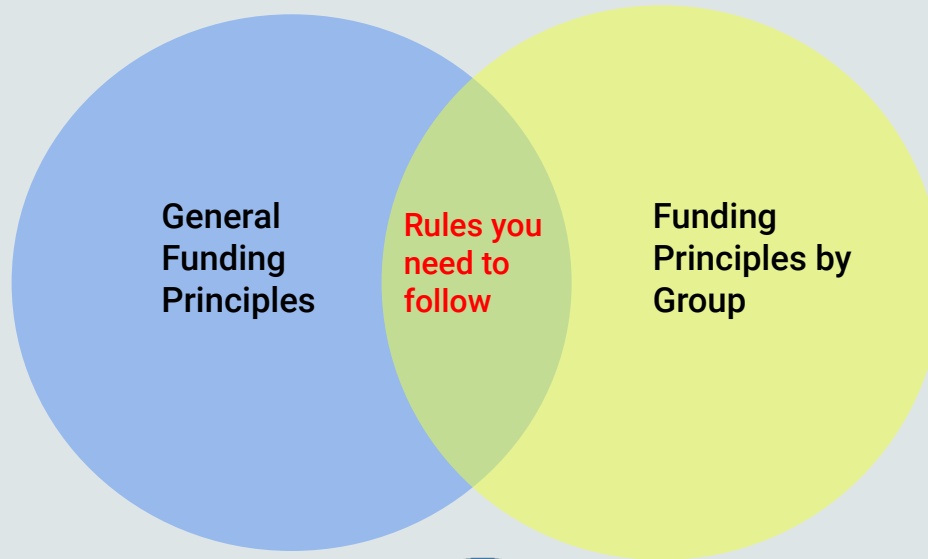 General
Funding
Principles
Rules you
need to
follow
Funding
Principles by
Group